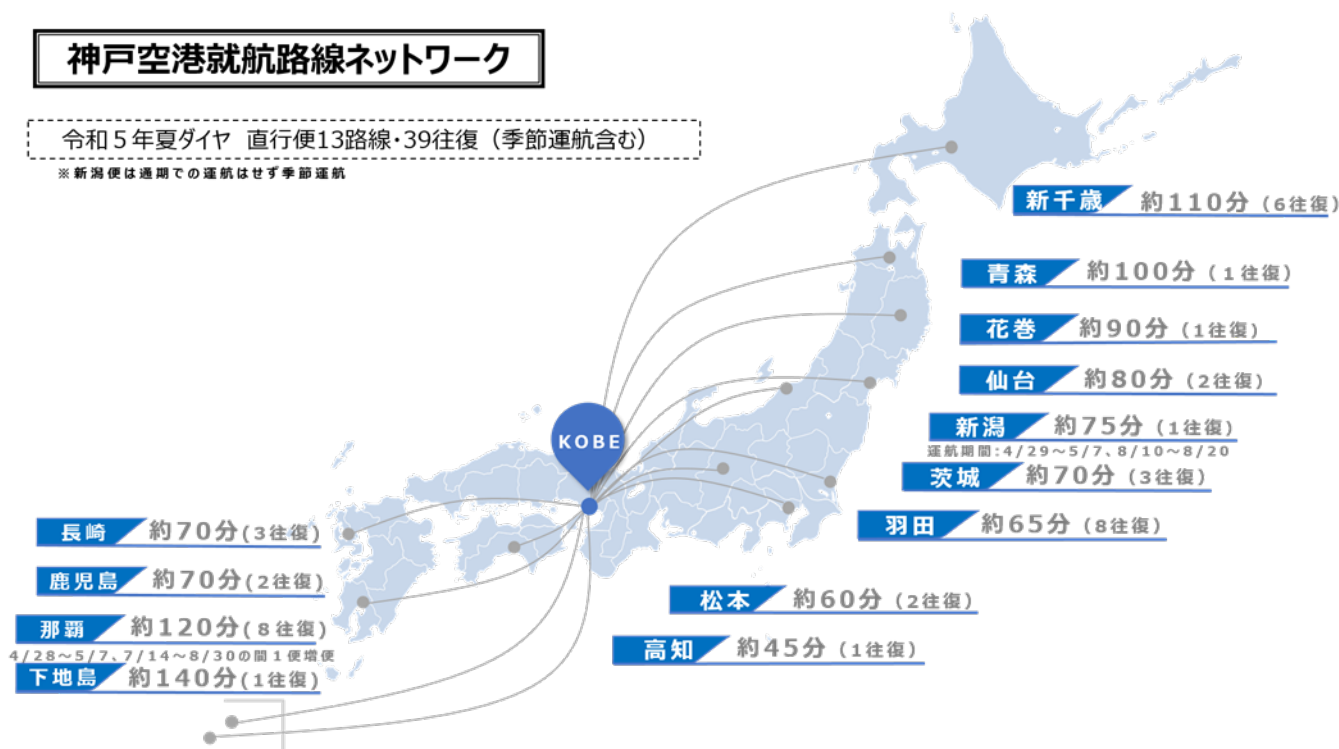 神戸空港就航路線ネットワーク
令和5年夏ダイヤ 直行便13路線・39往復（季節運航含む）
※新潟便は通期での運航はせず季節運航
新千歳 約110分（6往復）
青森 約100分（1往復）
花巻 約90分（1往復）
仙台 約80分（2往復）
新潟 約75分（1往復）
運航期間:4/29～5/7、8/10～8/20
茨城 約70分（3往復）
羽田 約65分（8往復）
松本 約60分（2往復）
高知 約45分（1往復）
KOBE
長崎 約70分(3往復)
鹿児島 約70分(2往復)
那覇 約120分(8往復)
4/28～5/7、7/14～8/30の間1便増便
下地島 約140分(1往復)